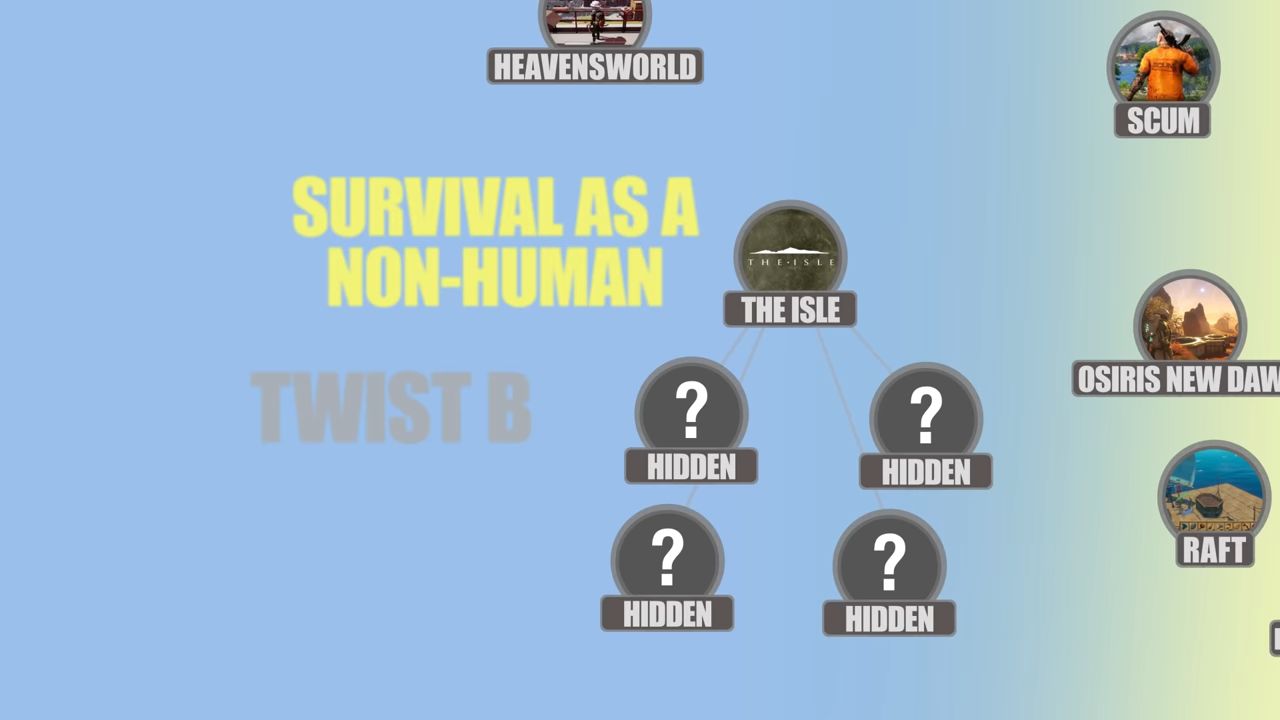 HEAVENSWORLD
SCUM
SURVIVAL AS A
NON-HUMAN
THE·ISLE
THE ISLE
OSIRIS NEW DAW
TWIST B
?
HIDDEN
?
HIDDEN
RAFT
?
HIDDEN
?
HIDDEN